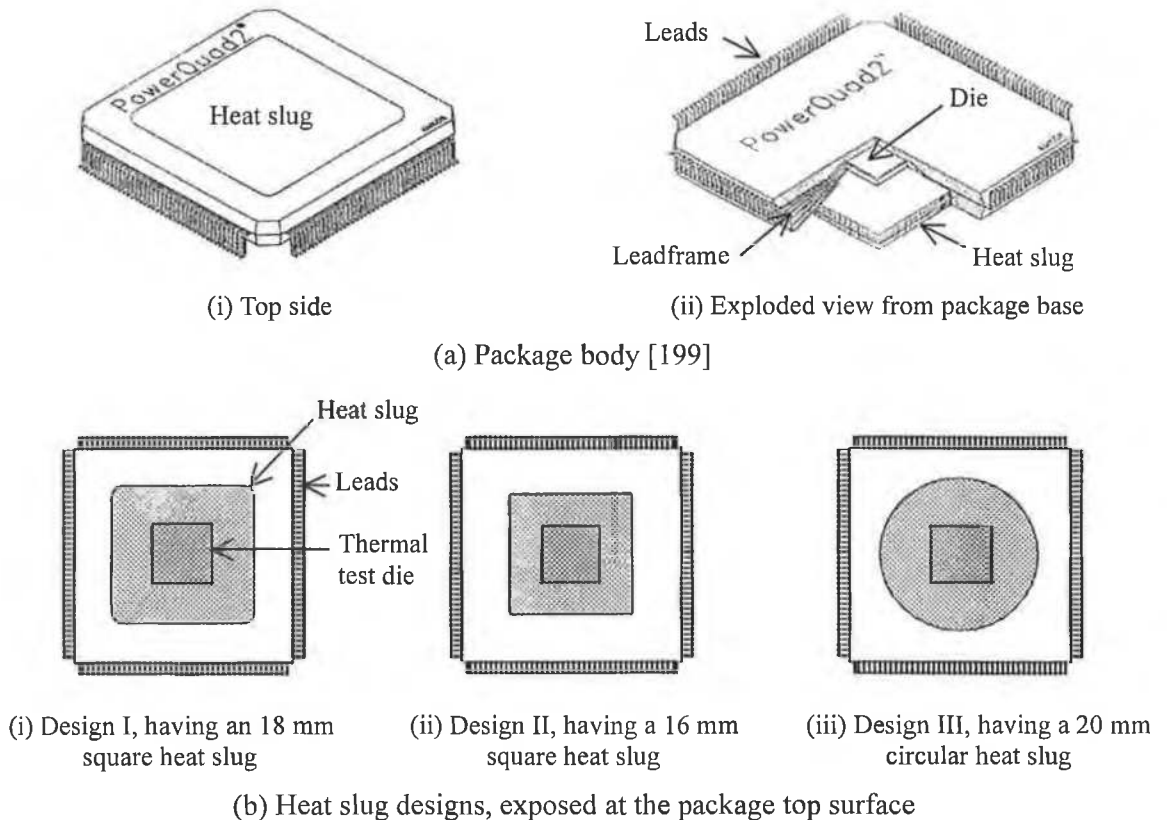 PowerQuad2
Heat slug
Leads
Die
PowerQuad2
Leadframe
Heat slug
(i) Top side
(ii) Exploded view from package base
(a) Package body [199]
Heat slug
Leads
Thermal
test die
(i) Design I, having an 18 mm
square heat slug
(ii) Design II, having a 16 mm
square heat slug
(iii) Design III, having a 20 mm
circular heat slug
(b) Heat slug designs, exposed at the package top surface